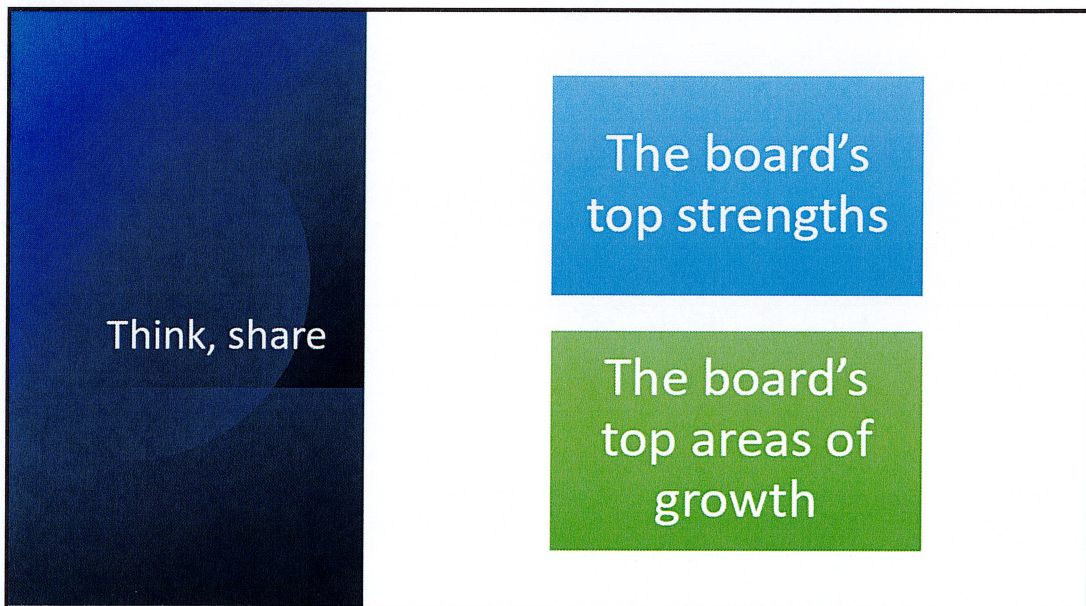 Think, share
The board's
top strengths
The board's
top areas of
growth